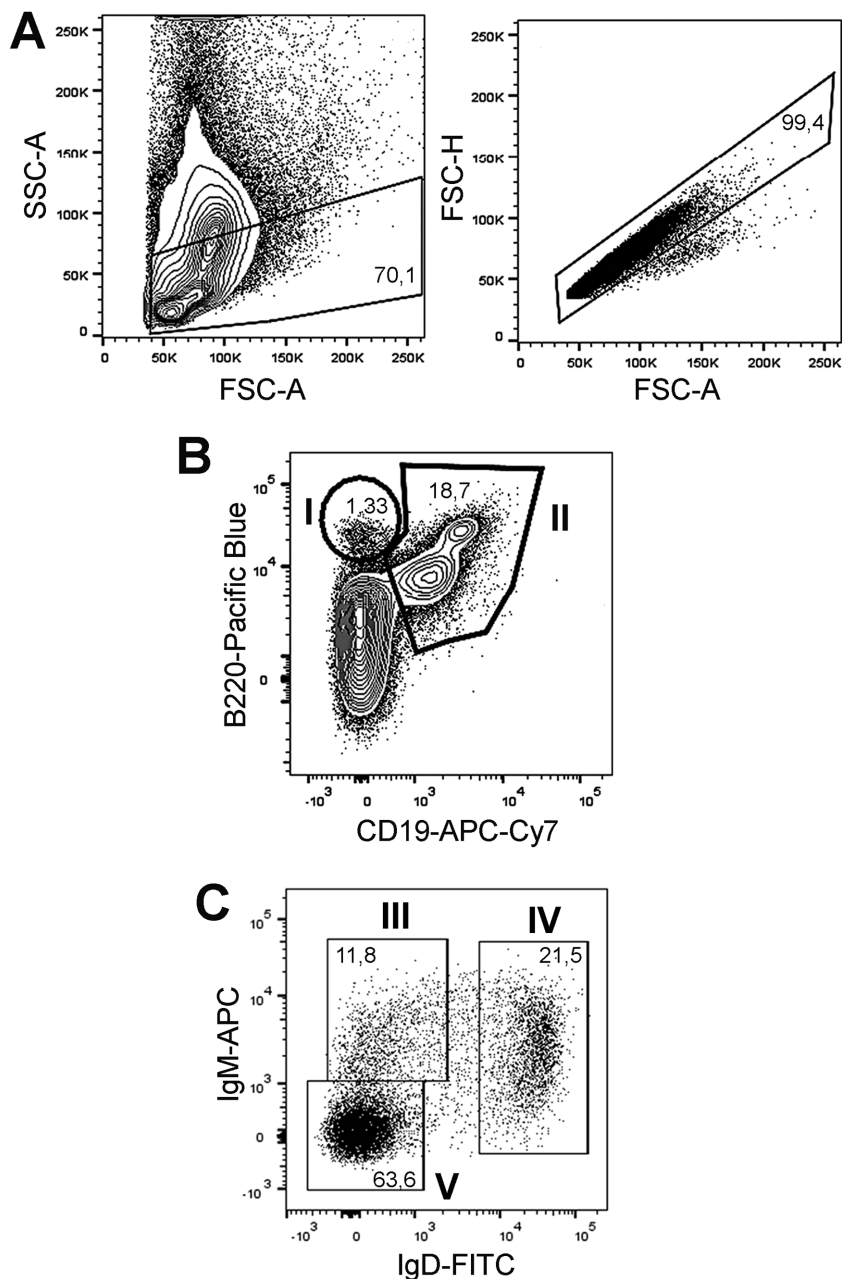 A
250K
200K
150K
100K
50K
0
SSC-A
70,1
0 50K 100K 150K 200K 250K
FSC-A
250K
200K
150K
100K
50K
0
FSC-H
99,4
0 50K 100K 150K 200K 250K
FSC-A
B
10^5
10^4
0
B220-Pacific Blue
I
1,33
18,7
II
-10^3 0 10^3 10^4 10^5
CD19-APC-Cy7
C
III
IV
10^5
10^4
10^3
0
-10^3
IgM-APC
11,8
21,5
63,6
V
-10^3 0 10^3 10^4 10^5
IgD-FITC